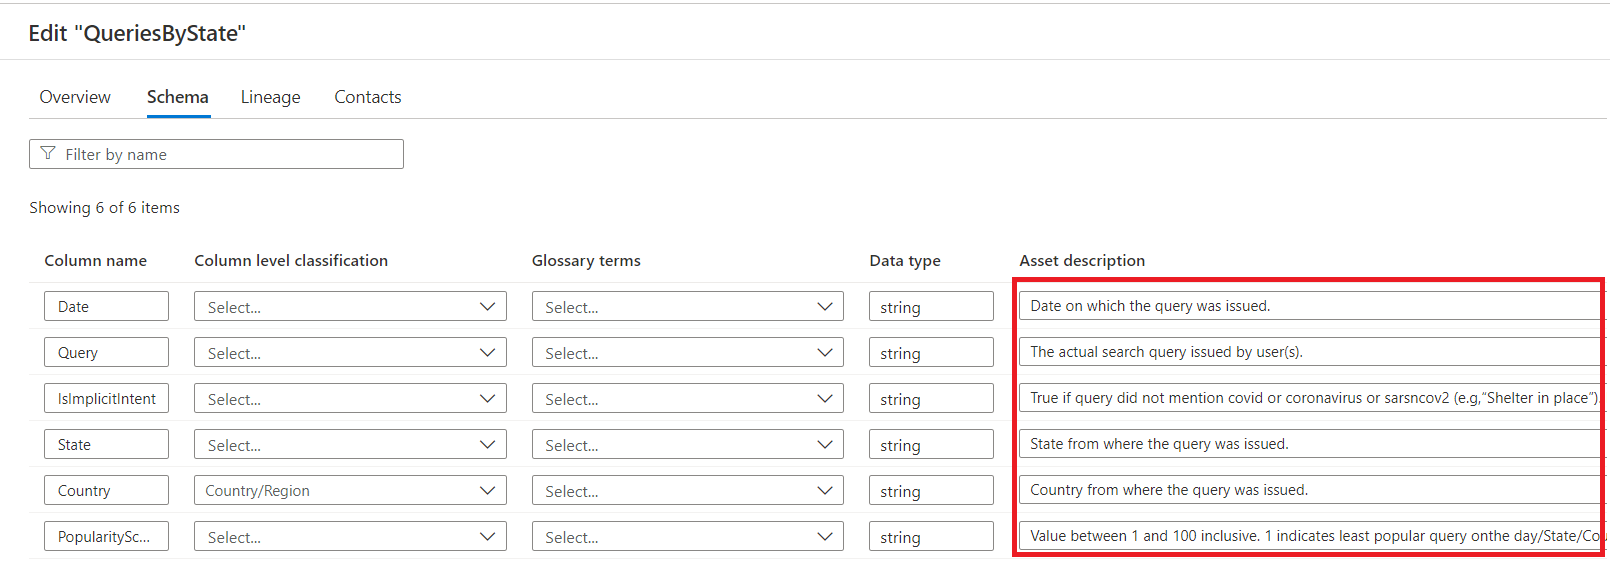 Edit "QueriesByState"
Overview Schema Lineage Contacts
Filter by name
Showing 6 of 6 items
Column name Column level classification Glossary terms Data type Asset description
Date Select... Select... string Date on which the query was issued.
Query Select... Select... string The actual search query issued by user(s).
IsImplicitIntent Select... Select... string True if query did not mention covid or coronavirus or sarsncov2 (e.g,“Shelter in place”).
State Select... Select... string State from where the query was issued.
Country Country/Region Select... string Country from where the query was issued.
PopularitySc... Select... Select... string Value between 1 and 100 inclusive. 1 indicates least popular query onthe day/State/Cou